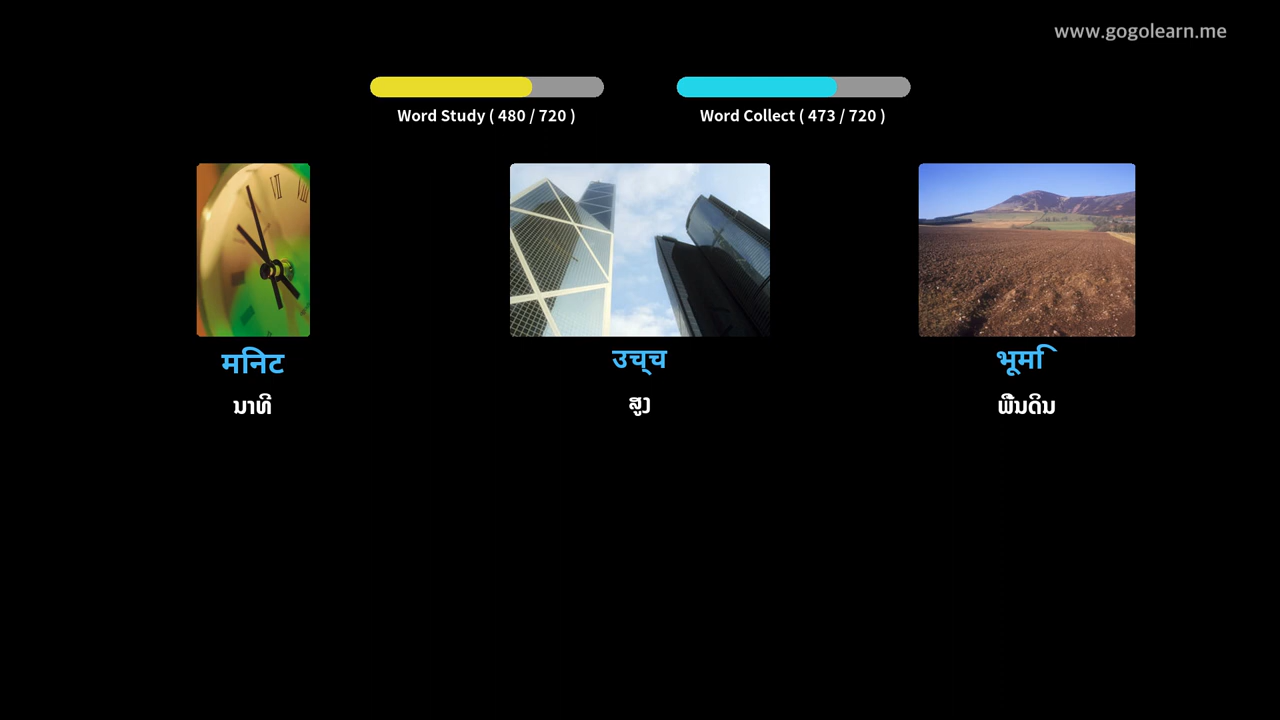 www.gogolearn.me
Word Study ( 480 / 720 )
Word Collect ( 473 / 720 )
मिनिट
उच्च
भूमि
ນາທີ
ສູງ
ພື້ນດິນ